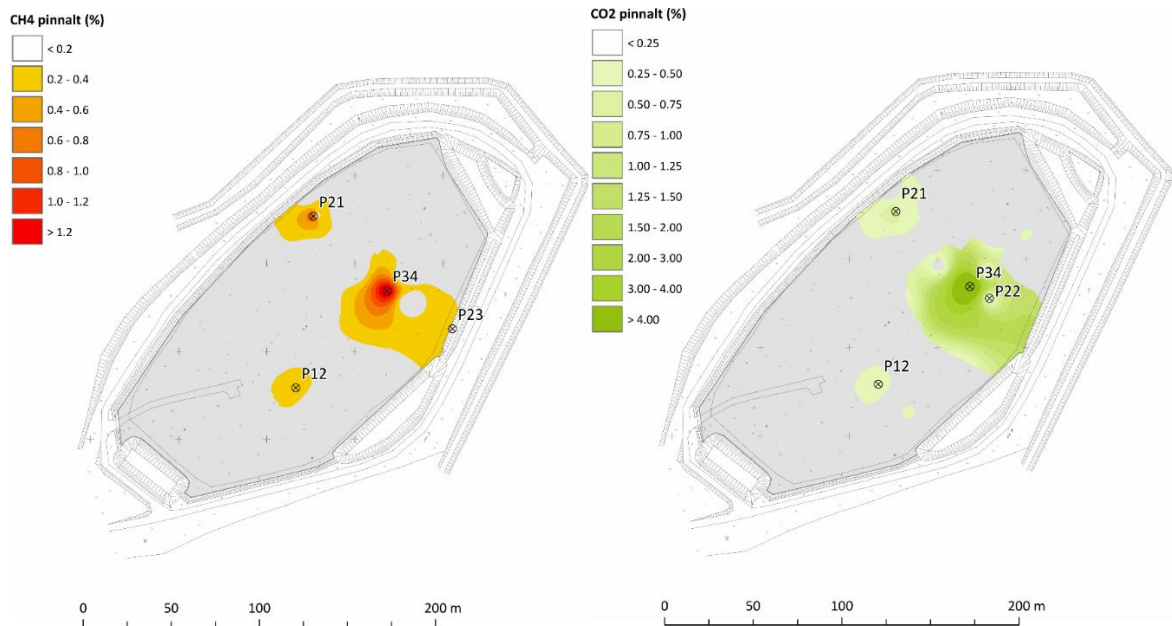 CH4 pinnalt (%)
< 0.2
0.2 - 0.4
0.4 - 0.6
0.6 - 0.8
0.8 - 1.0
1.0 - 1.2
> 1.2
P21
P34
P23
P12
0 50 100 200 m
CO2 pinnalt (%)
< 0.25
0.25 - 0.50
0.50 - 0.75
0.75 - 1.00
1.00 - 1.25
1.25 - 1.50
1.50 - 2.00
2.00 - 3.00
3.00 - 4.00
> 4.00
P21
P34
P22
P12
0 50 100 200 m